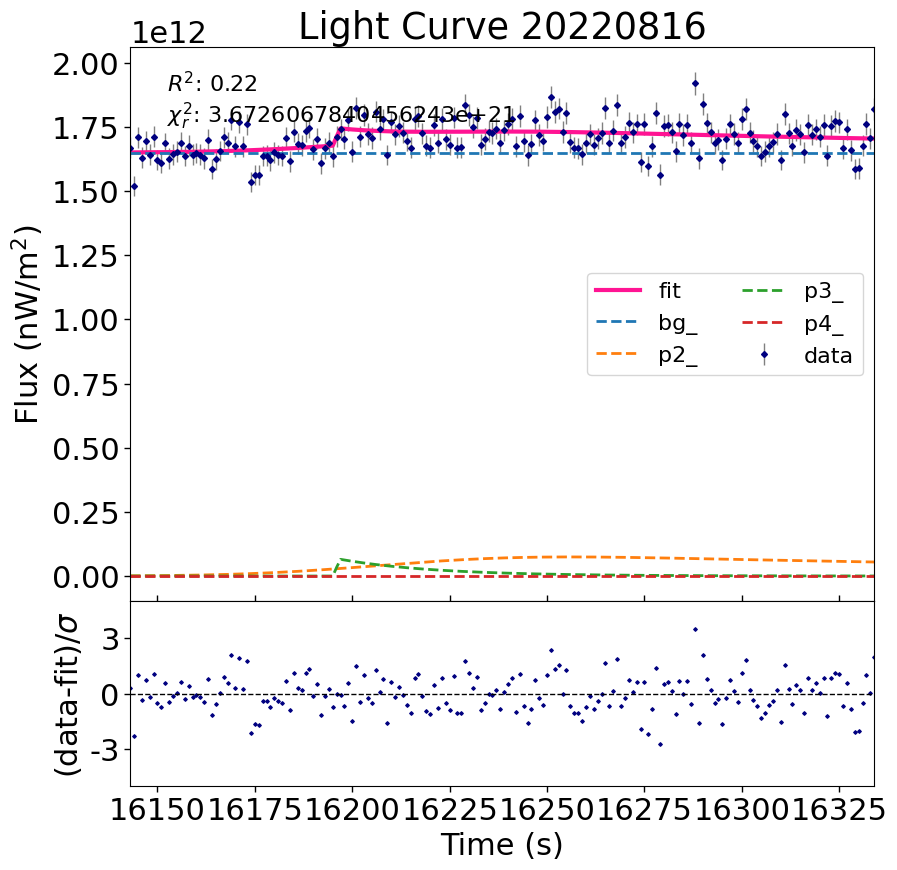 Light Curve 20220816
1e12
R²: 0.22
χ²ᵣ: 3.6726067840456243e+21
2.00
1.75
1.50
1.25
1.00
0.75
0.50
0.25
0.00
Flux (nW/m²)
fit
bg_
p2_
p3_
p4_
data
3
0
-3
(data-fit)/σ
16150 16175 16200 16225 16250 16275 16300 16325
Time (s)